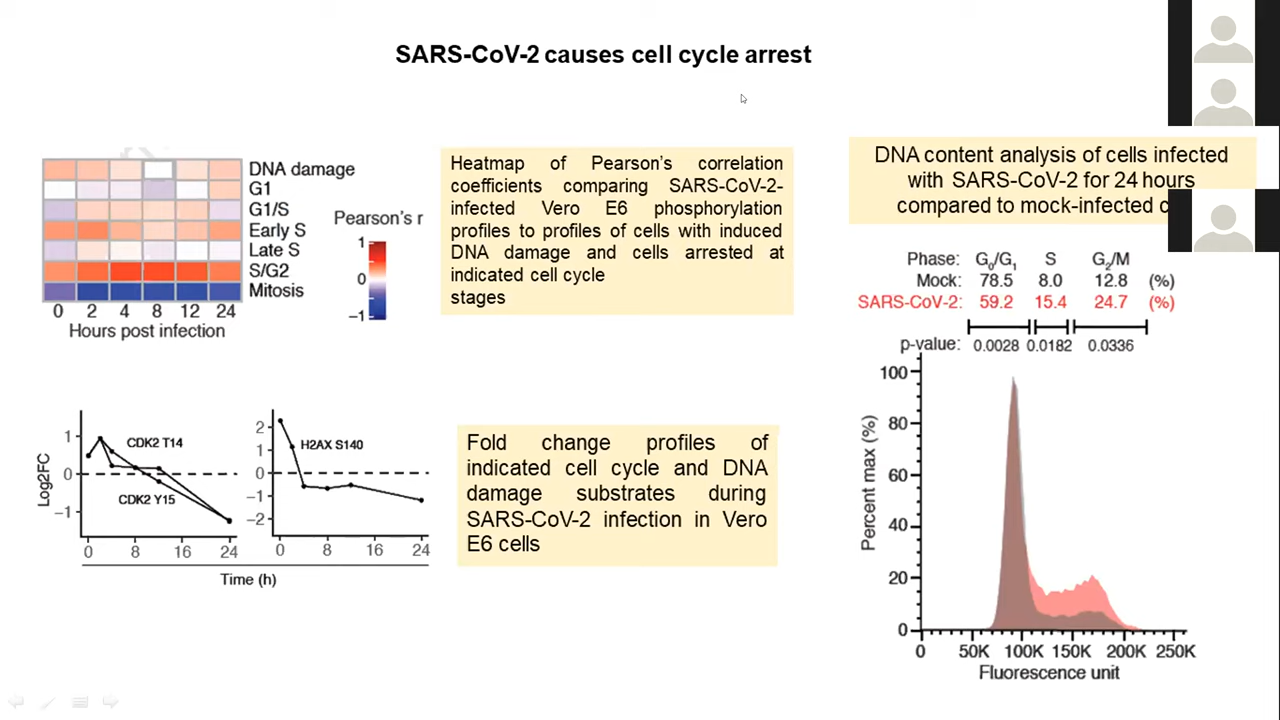 SARS-CoV-2 causes cell cycle arrest
DNA damage
G1
G1/S
Early S
Late S
S/G2
Mitosis
0 2 4 8 12 24
Hours post infection
Pearson's r
1
0
−1
Heatmap of Pearson's correlation
coefficients comparing SARS-CoV-2-
infected Vero E6 phosphorylation
profiles to profiles of cells with induced
DNA damage and cells arrested at
indicated cell cycle
stages
DNA content analysis of cells infected
with SARS-CoV-2 for 24 hours
compared to mock-infected c
Phase: G0/G1 S G2/M
Mock: 78.5 8.0 12.8 (%)
SARS-CoV-2: 59.2 15.4 24.7 (%)
p-value: 0.0028 0.0182 0.0336
100
80
60
40
20
0
Percent max (%)
0 50K 100K 150K 200K 250K
Fluorescence unit
Log2FC
1
0
−1
CDK2 T14
CDK2 Y15
0 8 16 24
2
1
0
−1
−2
H2AX S140
0 8 16 24
Time (h)
Fold change profiles of
indicated cell cycle and DNA
damage substrates during
SARS-CoV-2 infection in Vero
E6 cells